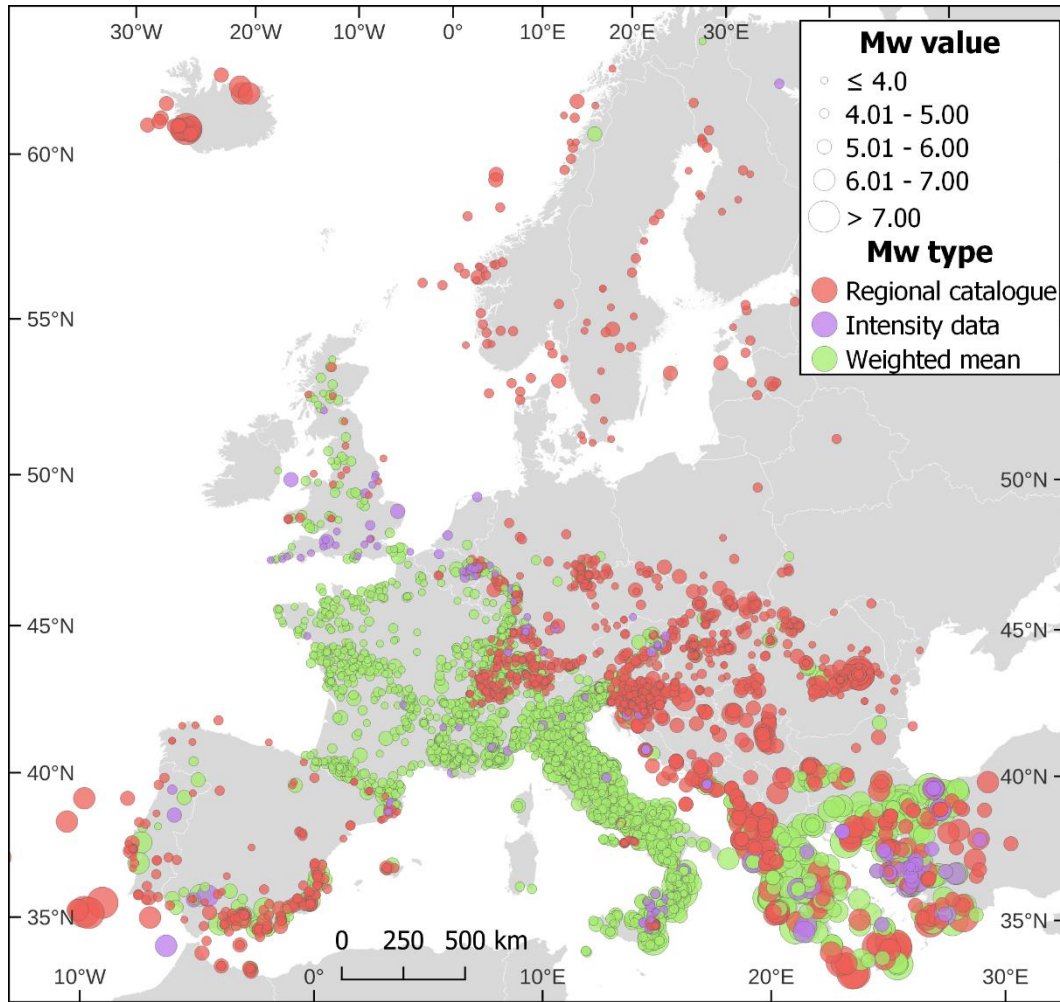 30°W 20°W 10°W 0° 10°E 20°E 30°E
Mw value
≤ 4.0
4.01 - 5.00
5.01 - 6.00
6.01 - 7.00
> 7.00
Mw type
Regional catalogue
Intensity data
Weighted mean
60°N
55°N
50°N 50°N
45°N 45°N
40°N 40°N
35°N 35°N
0 250 500 km
10°W 0° 10°E 20°E 30°E